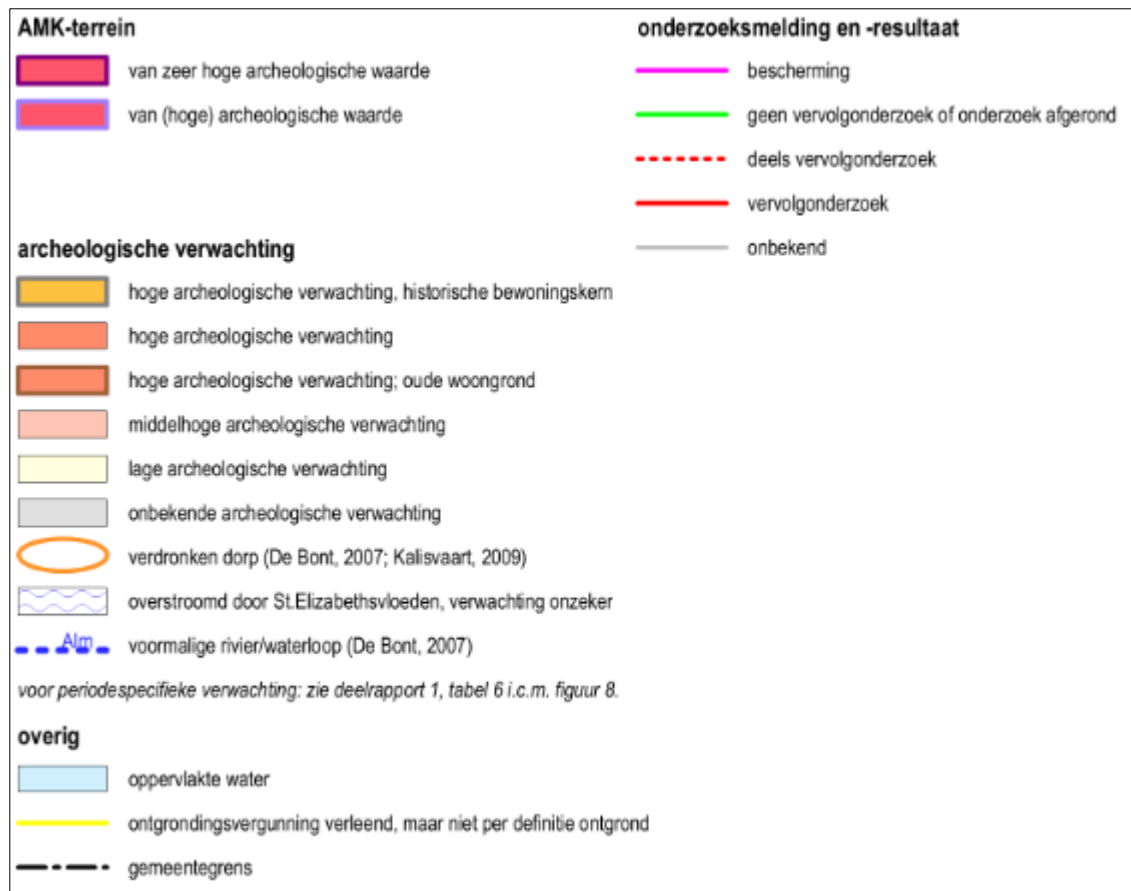 AMK-terrein
van zeer hoge archeologische waarde
van (hoge) archeologische waarde
archeologische verwachting
hoge archeologische verwachting, historische bewoningskern
hoge archeologische verwachting
hoge archeologische verwachting; oude woongrond
middelhoge archeologische verwachting
lage archeologische verwachting
onbekende archeologische verwachting
verdronken dorp (De Bont, 2007; Kalisvaart, 2009)
overstroomd door St.Elizabethsvloeden, verwachting onzeker
Alm
voormalige rivier/waterloop (De Bont, 2007)
voor periodespecifieke verwachting: zie deelrapport 1, tabel 6 i.c.m. figuur 8.
overig
oppervlakte water
ontgrondingsvergunning verleend, maar niet per definitie ontgrond
gemeentegrens
onderzoeksmelding en -resultaat
bescherming
geen vervolgonderzoek of onderzoek afgerond
deels vervolgonderzoek
vervolgonderzoek
onbekend